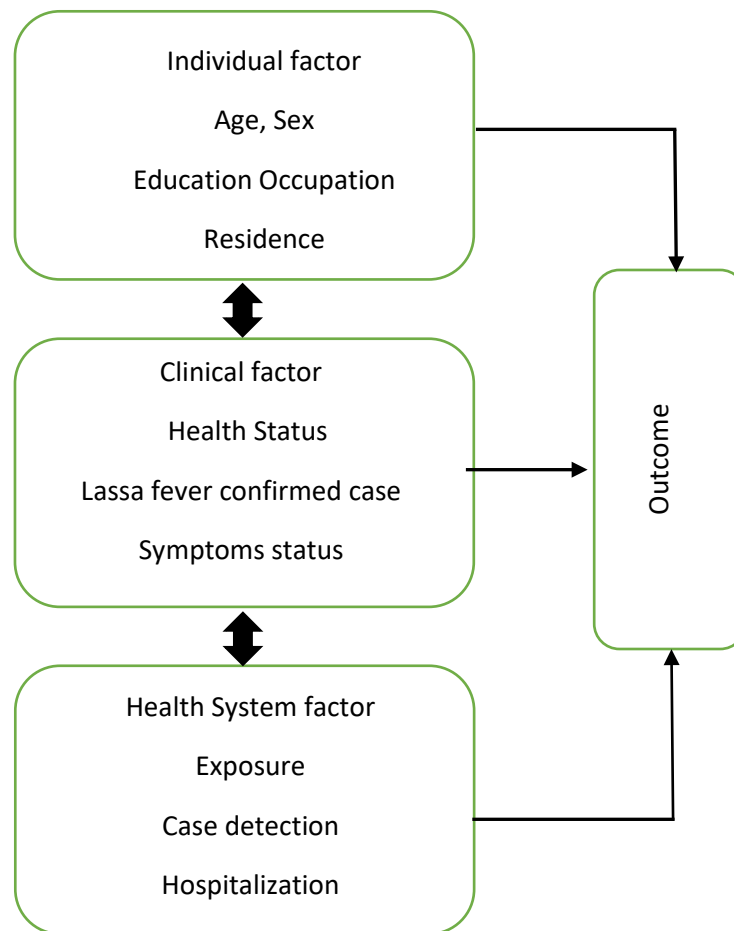 Individual factor
Age, Sex
Education Occupation
Residence
Clinical factor
Health Status
Lassa fever confirmed case
Symptoms status
Outcome
Health System factor
Exposure
Case detection
Hospitalization